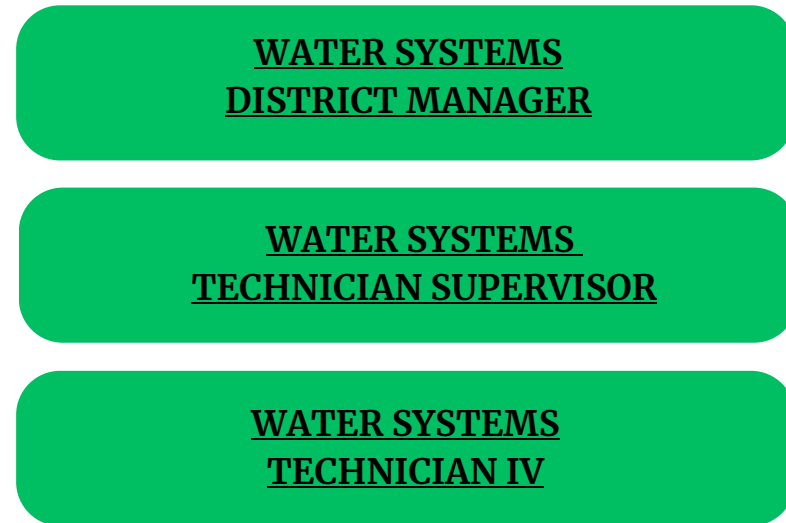 WATER SYSTEMS
DISTRICT MANAGER
WATER SYSTEMS
TECHNICIAN SUPERVISOR
WATER SYSTEMS
TECHNICIAN IV